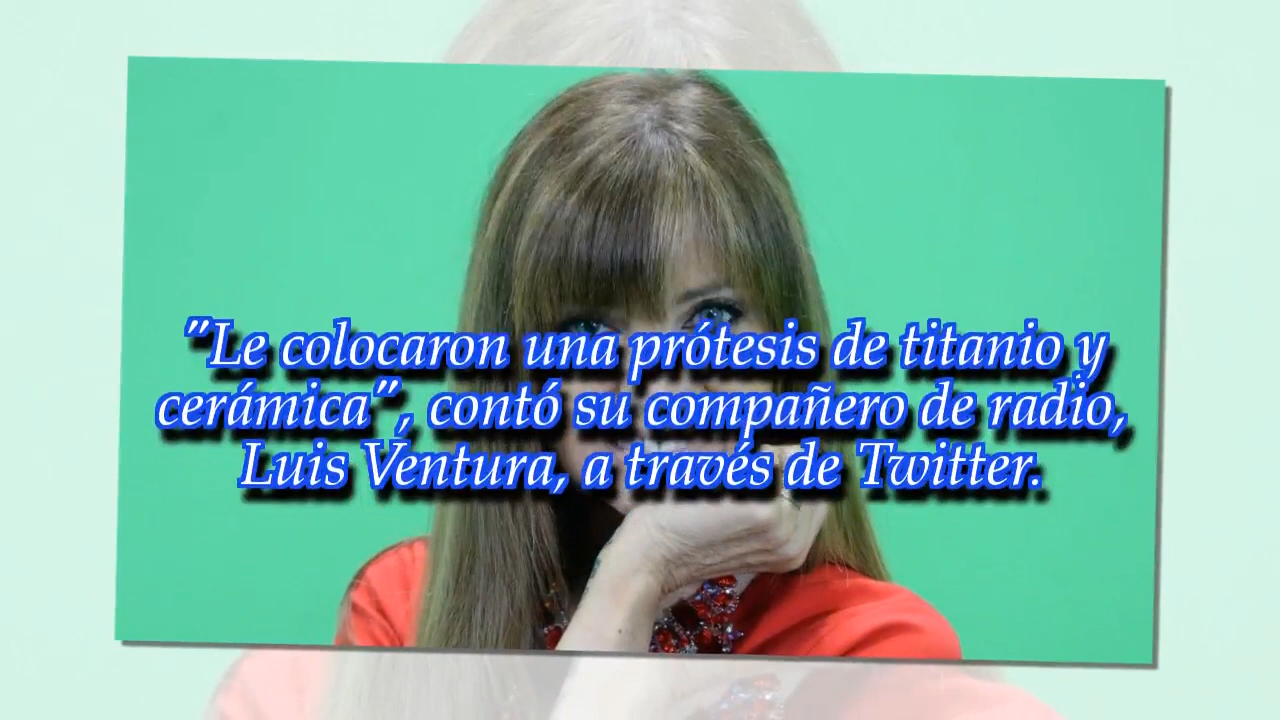 "Le colocaron una prótesis de titanio y
cerámica", contó su compañero de radio,
Luis Ventura, a través de Twitter.